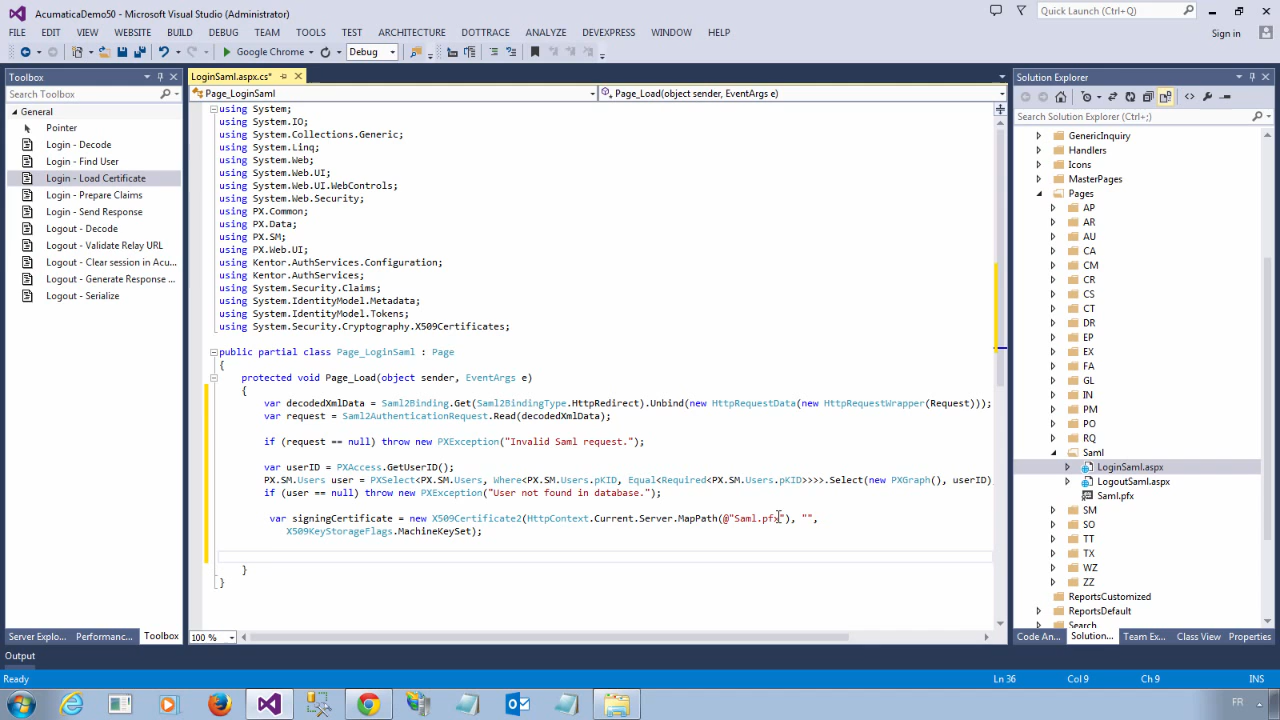 AcumaticaDemo50 - Microsoft Visual Studio (Administrator)
Quick Launch (Ctrl+Q)
FILE EDIT VIEW WEBSITE BUILD DEBUG TEAM TOOLS TEST ARCHITECTURE DOTTRACE ANALYZE DEVEXPRESS WINDOW HELP
Sign in
Google Chrome
Debug
Toolbox
Search Toolbox
General
Pointer
Login - Decode
Login - Find User
Login - Load Certificate
Login - Prepare Claims
Login - Send Response
Logout - Decode
Logout - Validate Relay URL
Logout - Clear session in Acu...
Logout - Generate Response ...
Logout - Serialize
Server Explo... Performanc... Toolbox
LoginSaml.aspx.cs*
Page_LoginSaml
Page_Load(object sender, EventArgs e)
using System;
using System.IO;
using System.Collections.Generic;
using System.Linq;
using System.Web;
using System.Web.UI;
using System.Web.UI.WebControls;
using System.Web.Security;
using PX.Common;
using PX.Data;
using PX.SM;
using PX.Web.UI;
using Kentor.AuthServices.Configuration;
using Kentor.AuthServices;
using System.Security.Claims;
using System.IdentityModel.Metadata;
using System.IdentityModel.Tokens;
using System.Security.Cryptography.X509Certificates;
public partial class Page_LoginSaml : Page
{
protected void Page_Load(object sender, EventArgs e)
{
var decodedXmlData = Saml2Binding.Get(Saml2BindingType.HttpRedirect).Unbind(new HttpRequestData(new HttpRequestWrapper(Request)));
var request = Saml2AuthenticationRequest.Read(decodedXmlData);
if (request == null) throw new PXException("Invalid Saml request.");
var userID = PXAccess.GetUserID();
PX.SM.Users user = PXSelect<PX.SM.Users, Where<PX.SM.Users.pKID, Equal<Required<PX.SM.Users.pKID>>>>.Select(new PXGraph(), userID)
if (user == null) throw new PXException("User not found in database.");
var signingCertificate = new X509Certificate2(HttpContext.Current.Server.MapPath(@"Saml.pfx"), "",
X509KeyStorageFlags.MachineKeySet);
}
}
100 %
Solution Explorer
Search Solution Explorer (Ctrl+;)
GenericInquiry
Handlers
Icons
MasterPages
Pages
AP
AR
AU
CA
CM
CR
CS
CT
DR
EP
EX
FA
GL
IN
PM
PO
RQ
Saml
LoginSaml.aspx
LogoutSaml.aspx
Saml.pfx
SM
SO
TT
TX
WZ
ZZ
ReportsCustomized
ReportsDefault
Search
Code An... Solution... Team Ex... Class View Properties
Output
Ready
Ln 36 Col 9 Ch 9 INS
FR